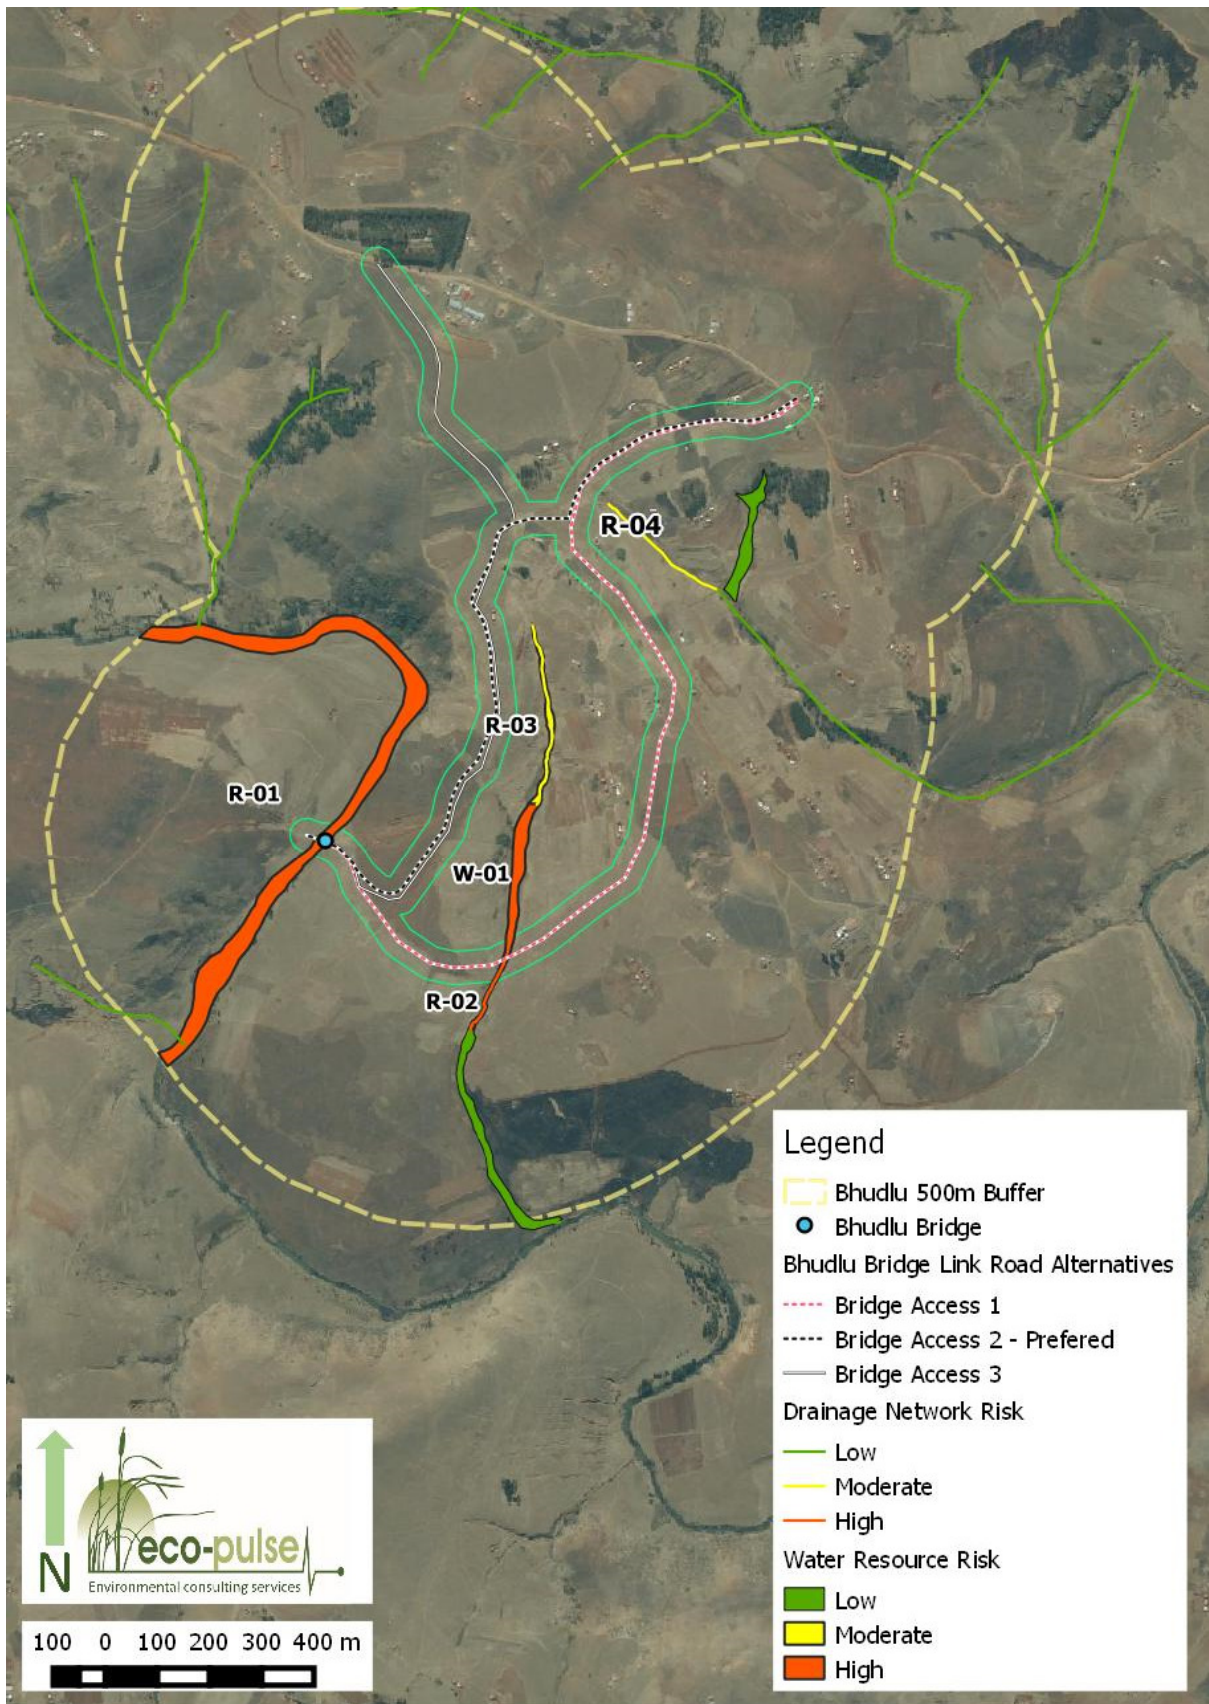 R-04
R-03
R-01
W-01
R-02
Legend
Bhudlu 500m Buffer
Bhudlu Bridge
Bhudlu Bridge Link Road Alternatives
Bridge Access 1
Bridge Access 2 - Prefered
Bridge Access 3
Drainage Network Risk
Low
Moderate
High
Water Resource Risk
Low
Moderate
High
N
eco-pulse
Environmental consulting services
100 0 100 200 300 400 m